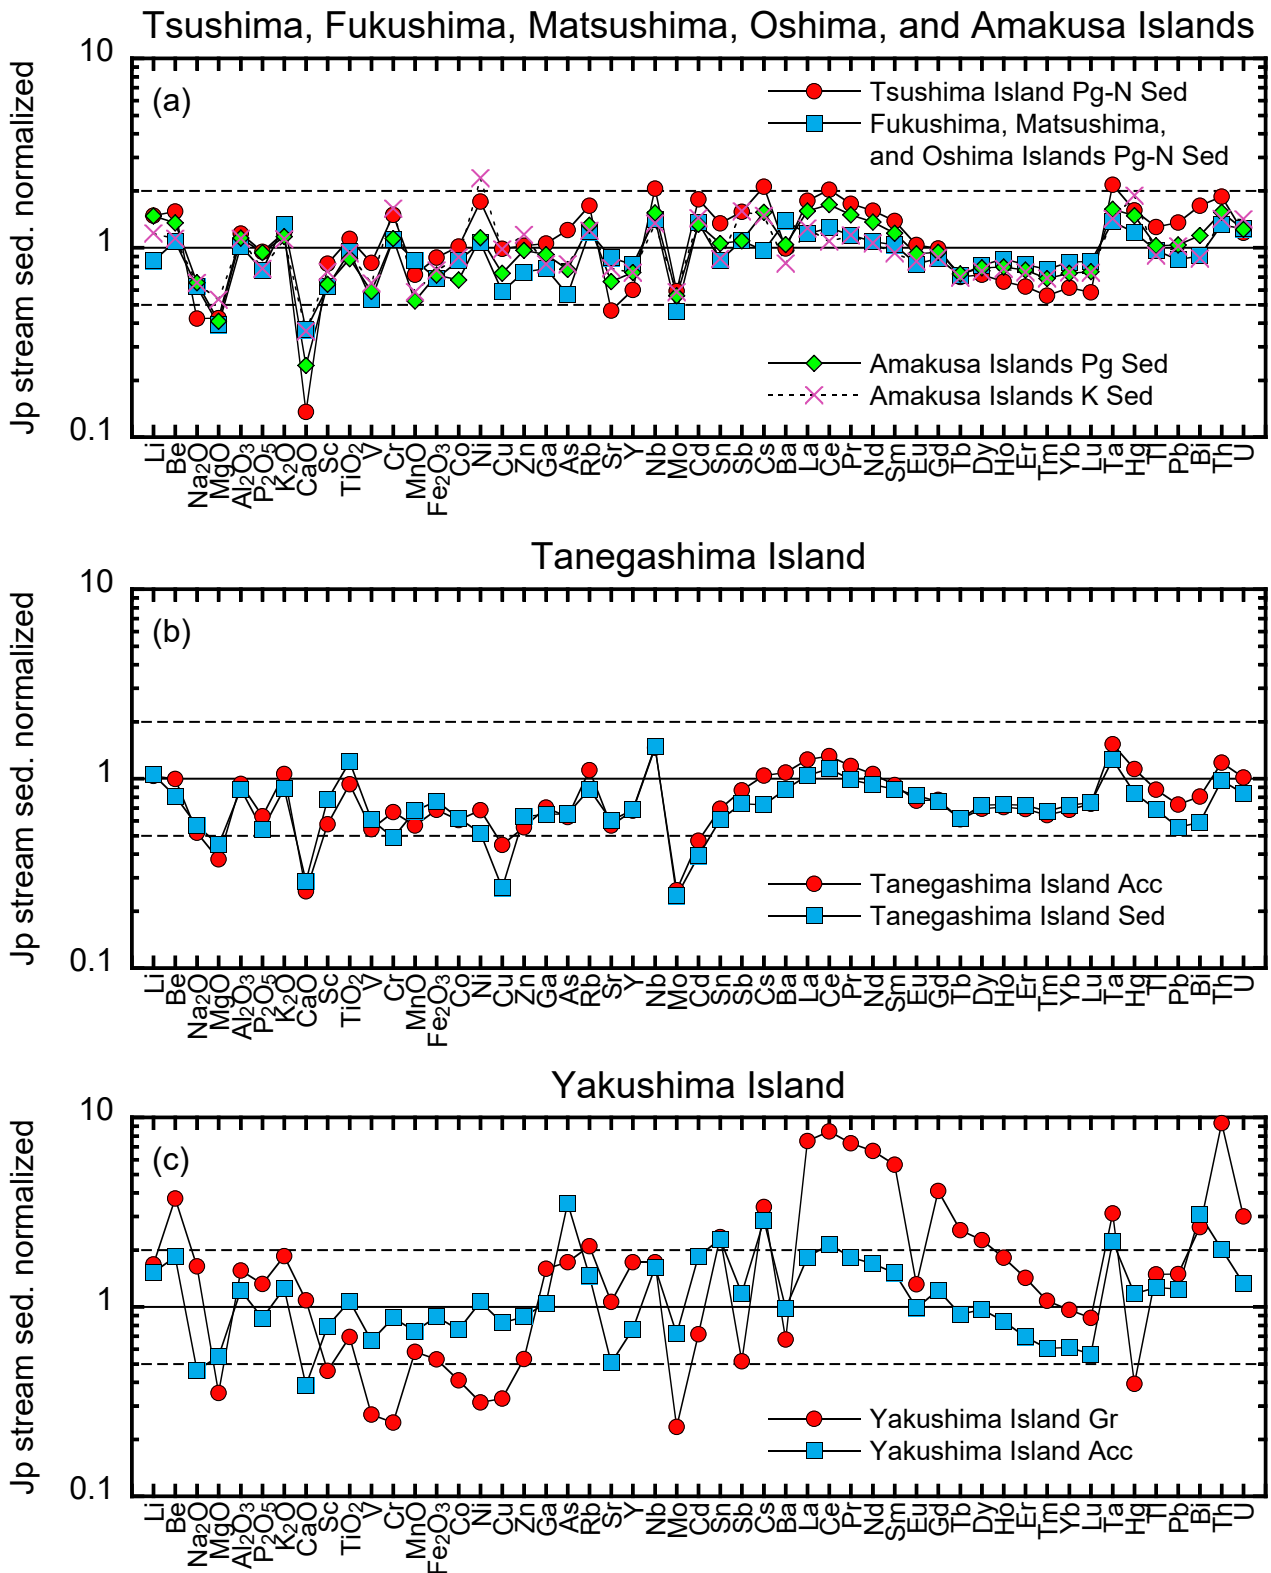 Tsushima, Fukushima, Matsushima, Oshima, and Amakusa Islands
Jp stream sed. normalized
10
1
0.1
(a)
Tsushima Island Pg-N Sed
Fukushima, Matsushima,
and Oshima Islands Pg-N Sed
Amakusa Islands Pg Sed
Amakusa Islands K Sed
Li Be Na₂O MgO Al₂O₃ P₂O₅ K₂O CaO Sc TiO₂ V Cr MnO Fe₂O₃ Co Ni Cu Zn Ga As Rb Sr Y Nb Mo Cd Sn Sb Cs Ba La Ce Pr Nd Sm Eu Gd Tb Dy Ho Er Tm Yb Lu Ta Hg Tl Pb Bi Th U
Tanegashima Island
Jp stream sed. normalized
10
1
0.1
(b)
Tanegashima Island Acc
Tanegashima Island Sed
Li Be Na₂O MgO Al₂O₃ P₂O₅ K₂O CaO Sc TiO₂ V Cr MnO Fe₂O₃ Co Ni Cu Zn Ga As Rb Sr Y Nb Mo Cd Sn Sb Cs Ba La Ce Pr Nd Sm Eu Gd Tb Dy Ho Er Tm Yb Lu Ta Hg Tl Pb Bi Th U
Yakushima Island
Jp stream sed. normalized
10
1
0.1
(c)
Yakushima Island Gr
Yakushima Island Acc
Li Be Na₂O MgO Al₂O₃ P₂O₅ K₂O CaO Sc TiO₂ V Cr MnO Fe₂O₃ Co Ni Cu Zn Ga As Rb Sr Y Nb Mo Cd Sn Sb Cs Ba La Ce Pr Nd Sm Eu Gd Tb Dy Ho Er Tm Yb Lu Ta Hg Tl Pb Bi Th U